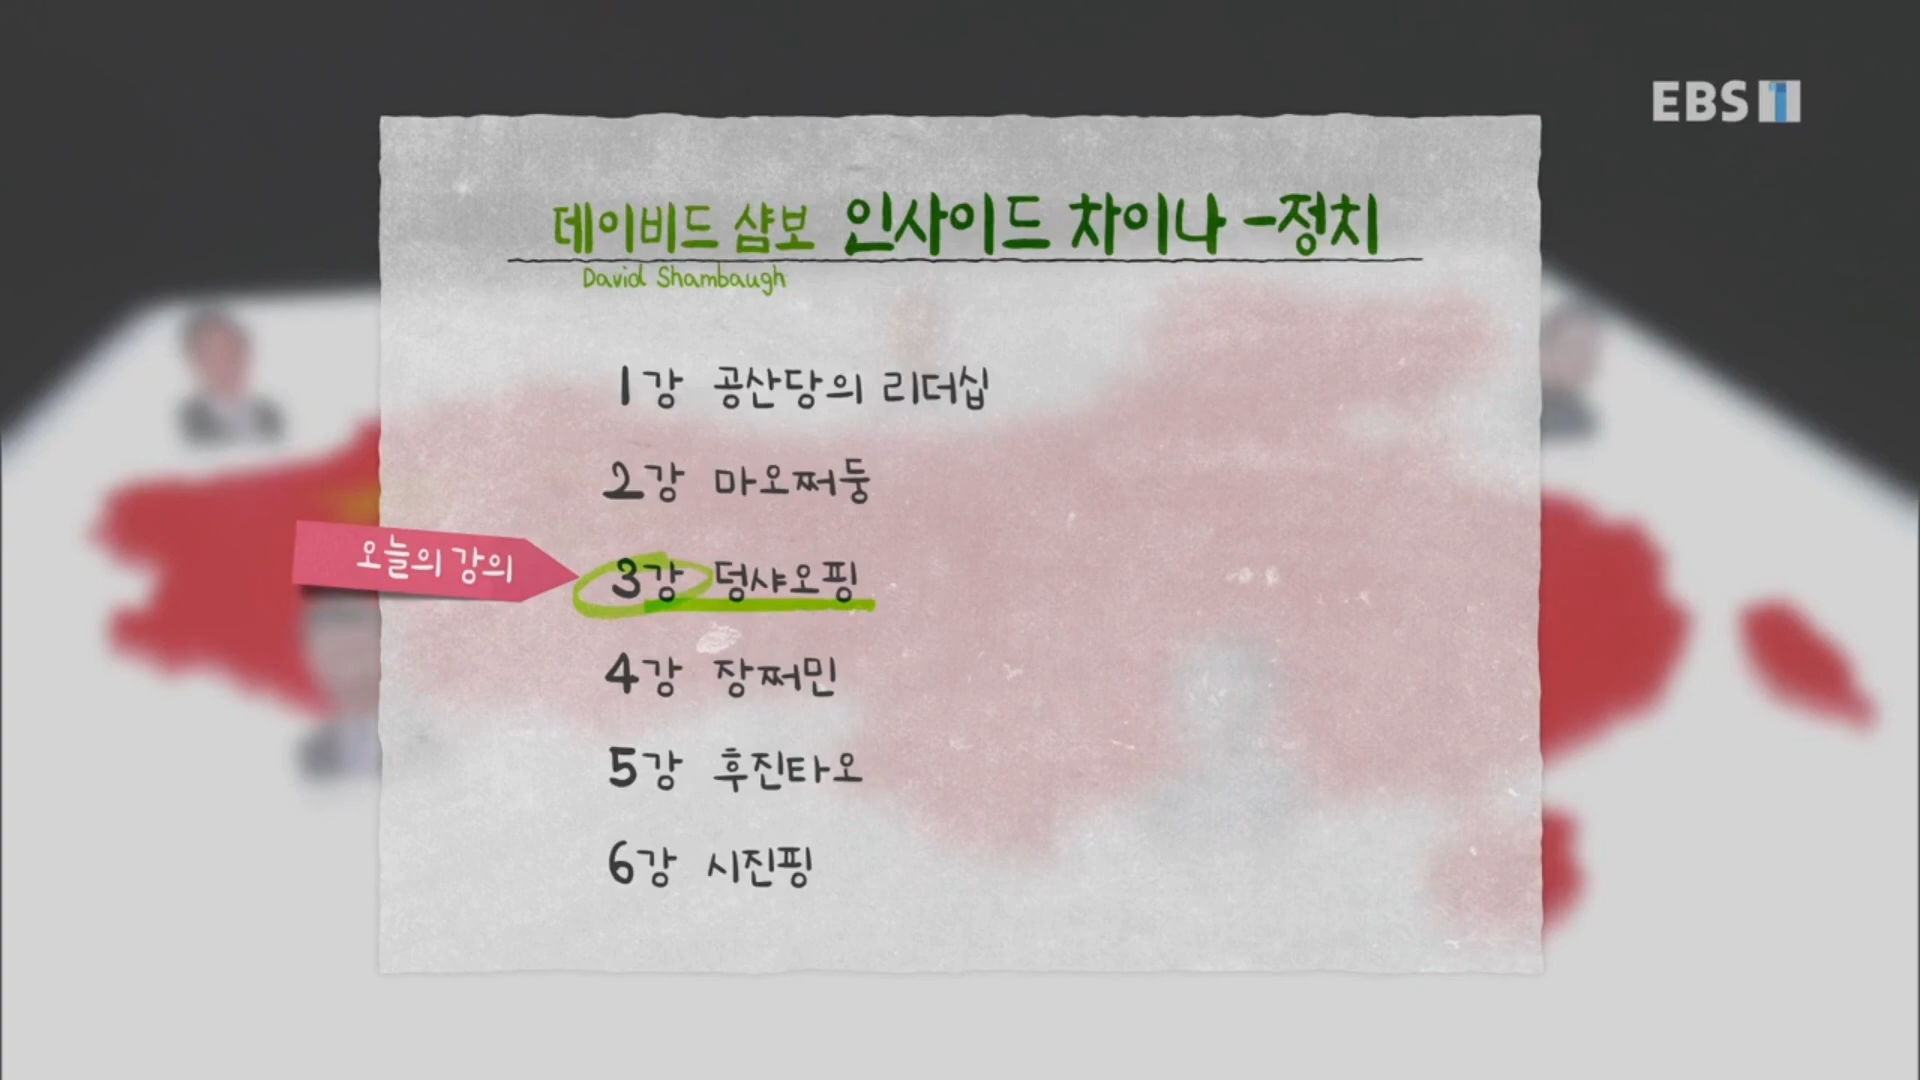 EBS 1
데이비드 샴보 인사이드 차이나 -정치
David Shambaugh
1강 공산당의 리더십
2강 마오쩌둥
오늘의 강의
3강 덩샤오핑
4강 장쩌민
5강 후진타오
6강 시진핑